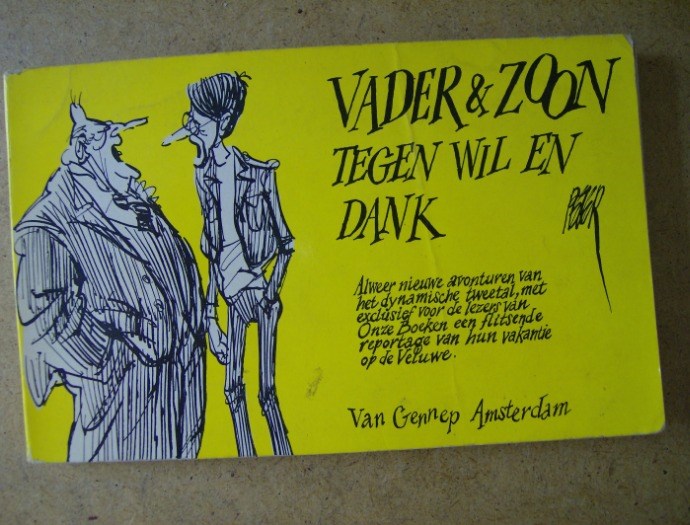 VADER & ZOON
TEGEN WIL EN
DANK
PETER
Alweer nieuwe avonturen van
het dynamische tweetal, met
exclusief voor de lezers van
Onze Boeken een flitsende
reportage van hun vakantie
op de Veluwe.
Van Gennep Amsterdam